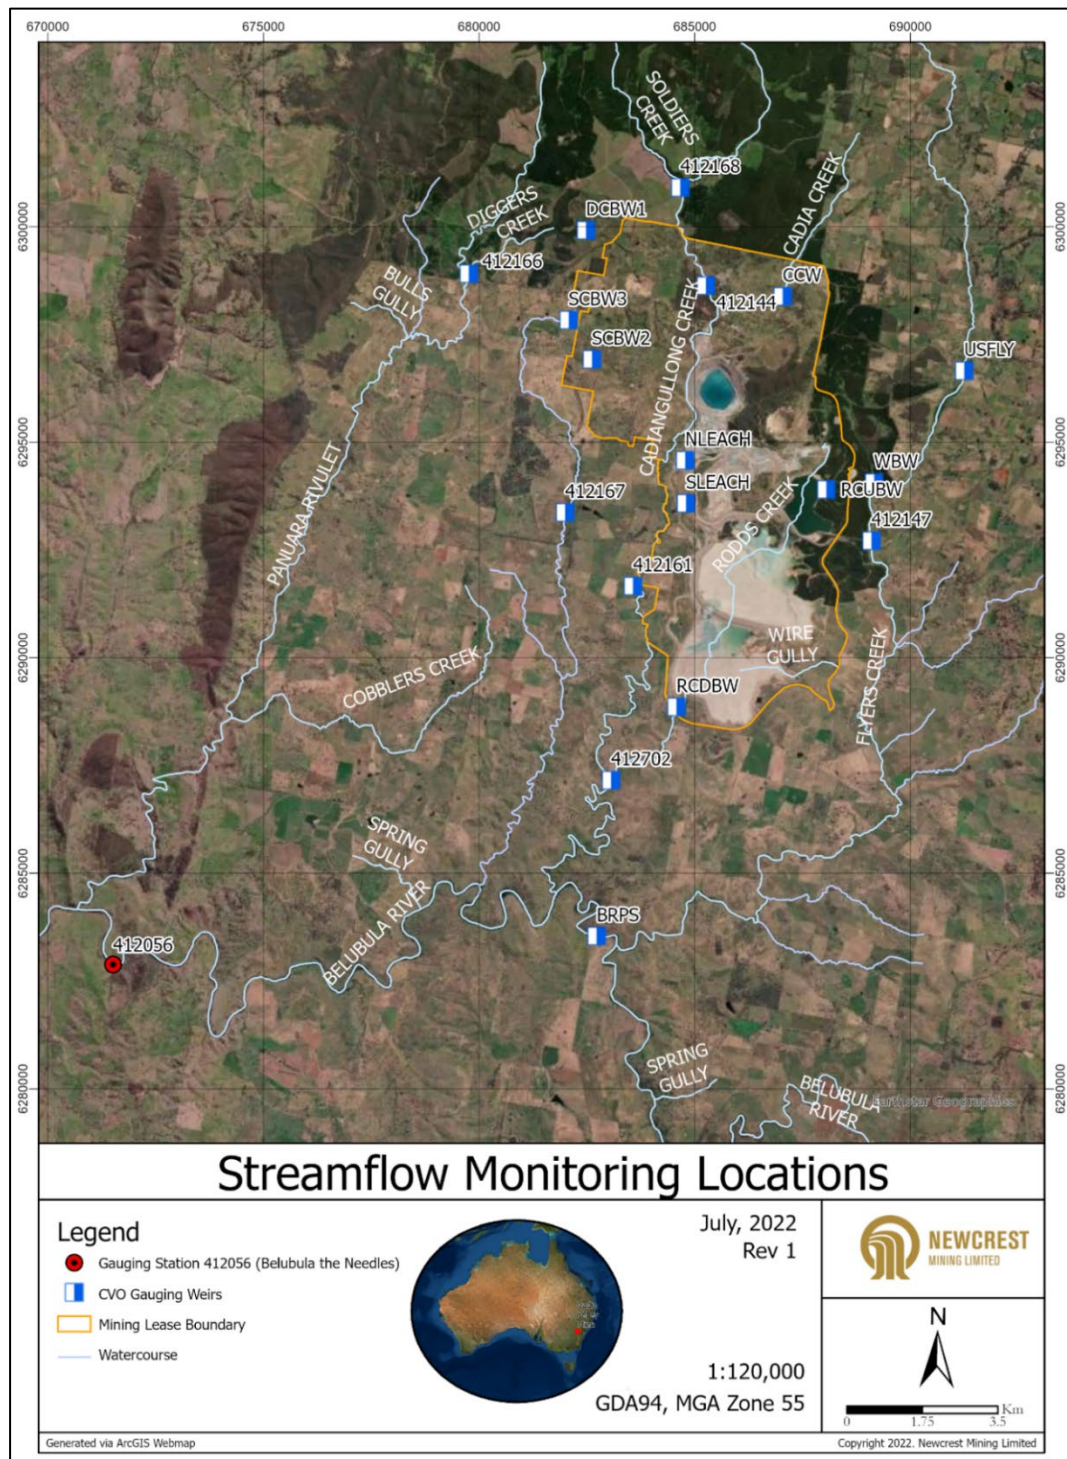 670000
675000
680000
685000
690000
SOLDIERS
CREEK
412168
CADIA CREEK
6300000
6300000
DIGGERS
CREEK
DCBW1
412166
BULLS
GULLY
CCW
SCBW3
412144
SCBW2
CADIANGULLONG CREEK
USFLY
6295000
6295000
NLEACH
WBW
SLEACH
RCUBW
PANUARA RIVULET
412167
RODDS CREEK
412147
412161
6290000
6290000
WIRE
GULLY
COBBLERS CREEK
RCDBW
FLYERS CREEK
412702
SPRING
GULLY
6285000
6285000
BELUBULA RIVER
BRPS
412056
SPRING
GULLY
6280000
6280000
BELUBULA
RIVER
Earthstar Geographics
Streamflow Monitoring Locations
Legend
Gauging Station 412056 (Belubula the Needles)
CVO Gauging Weirs
Mining Lease Boundary
Watercourse
July, 2022
Rev 1
1:120,000
GDA94, MGA Zone 55
NEWCREST
MINING LIMITED
N
Km
0 1.75 3.5
Generated via ArcGIS Webmap
Copyright 2022. Newcrest Mining Limited